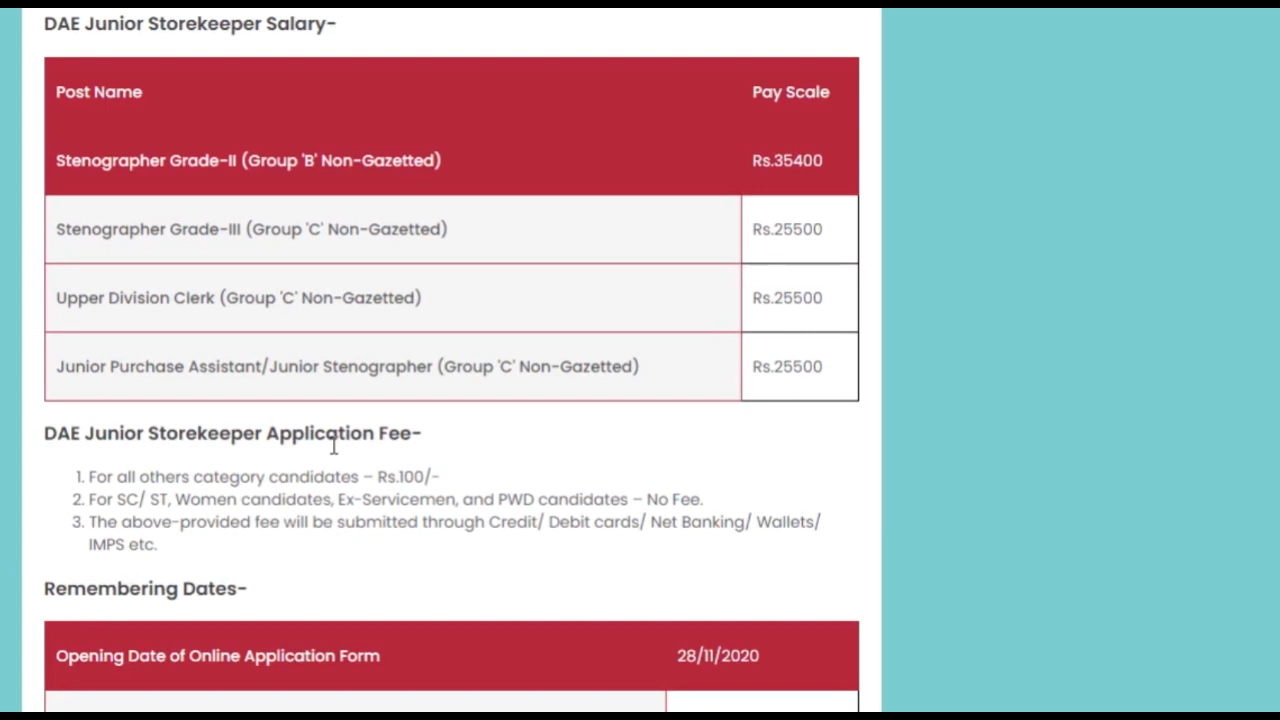 DAE Junior Storekeeper Salary-
Post Name Pay Scale
Stenographer Grade-II (Group 'B' Non-Gazetted) Rs.35400
Stenographer Grade-III (Group 'C' Non-Gazetted) Rs.25500
Upper Division Clerk (Group 'C' Non-Gazetted) Rs.25500
Junior Purchase Assistant/Junior Stenographer (Group 'C' Non-Gazetted) Rs.25500
DAE Junior Storekeeper Application Fee-
1. For all others category candidates – Rs.100/-
2. For SC/ ST, Women candidates, Ex-Servicemen, and PWD candidates – No Fee.
3. The above-provided fee will be submitted through Credit/ Debit cards/ Net Banking/ Wallets/
IMPS etc.
Remembering Dates-
Opening Date of Online Application Form 28/11/2020